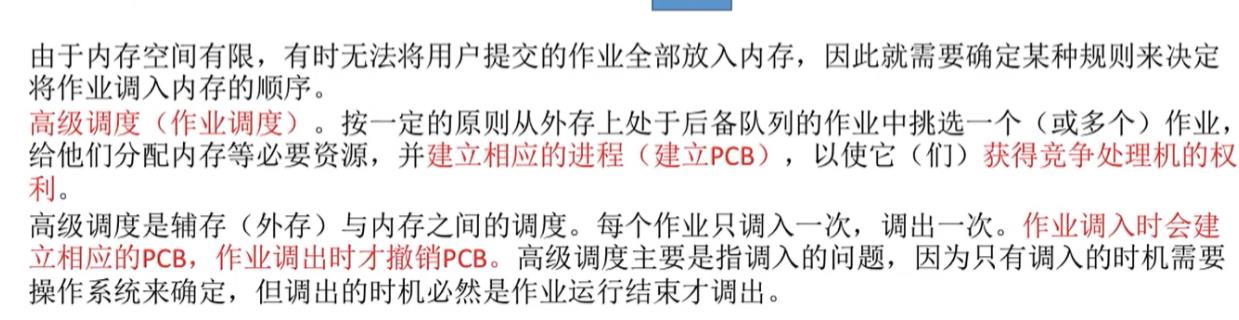 由于内存空间有限，有时无法将用户提交的作业全部放入内存，因此就需要确定某种规则来决定
将作业调入内存的顺序。
高级调度（作业调度）。按一定的原则从外存上处于后备队列的作业中挑选一个（或多个）作业，
给他们分配内存等必要资源，并建立相应的进程（建立PCB），以使它（们）获得竞争处理机的权
利。
高级调度是辅存（外存）与内存之间的调度。每个作业只调入一次，调出一次。作业调入时会建
立相应的PCB，作业调出时才撤销PCB。高级调度主要是指调入的问题，因为只有调入的时机需要
操作系统来确定，但调出的时机必然是作业运行结束才调出。